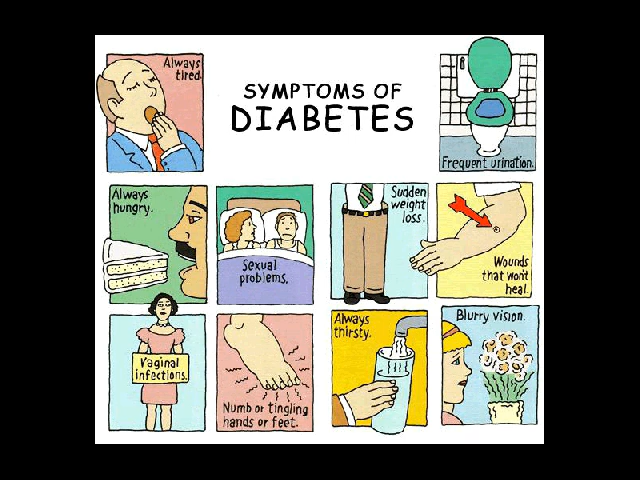 SYMPTOMS OF
DIABETES
Always
tired.
Frequent urination.
Always
hungry.
Sexual
problems.
Sudden
weight
loss.
Wounds
that won't
heal.
Vaginal
infections.
Numb or tingling
hands or feet.
Always
thirsty.
Blurry vision.